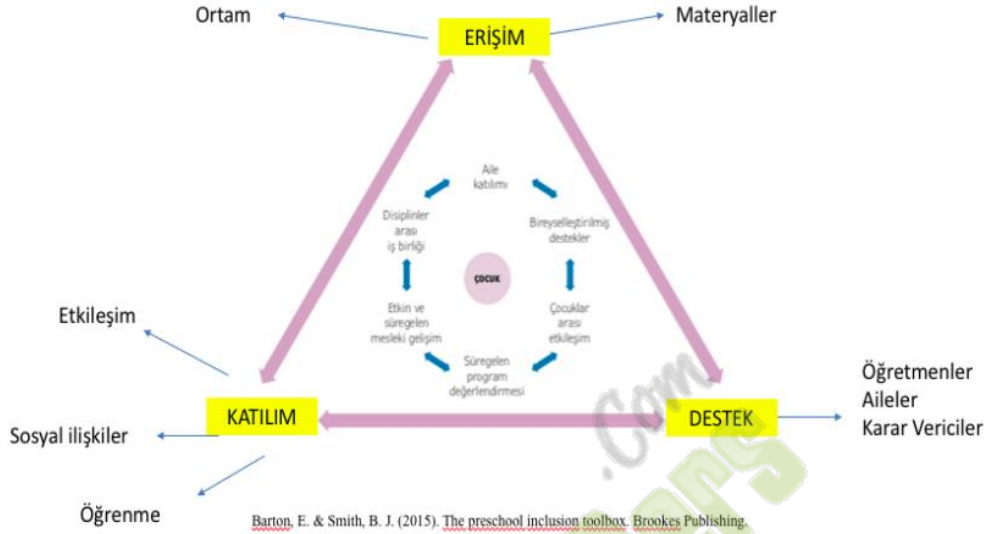 Ortam
Materyaller
ERİŞİM
Aile
katılımı
Disiplinler
arası
iş birliği
Bireyselleştirilmiş
destekler
ÇOCUK
Etkin ve
süregelen
mesleki gelişim
Çocuklar
arası
etkileşim
Süregelen
program
değerlendirmesi
Etkileşim
KATILIM
DESTEK
Öğretmenler
Aileler
Karar Vericiler
Sosyal ilişkiler
Öğrenme
Barton, E. & Smith, B. J. (2015). The preschool inclusion toolbox. Brookes Publishing.
.Com